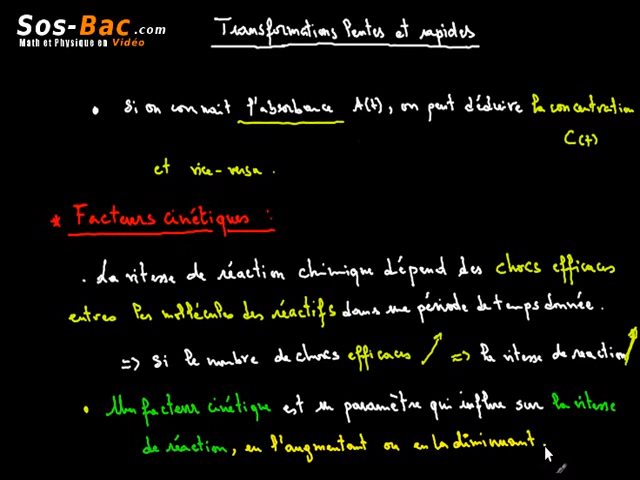 Sos-Bac.com
Math et Physique en Vidéo
Transformations lentes et rapides
• Si on connait l'absorbance A(t), on peut déduire la concentration
C(t)
et vice-versa.
* Facteurs cinétiques :
. La vitesse de réaction chimique dépend des chocs efficaces
entres les mollécules des réactifs dans une période de temps donnée.
=> Si le nombre de chocs efficaces ↗ => la vitesse de reaction ↗
• Un facteur cinétique est un paramètre qui influe sur la vitesse
de réaction, en l'augmentant ou en la diminuant.